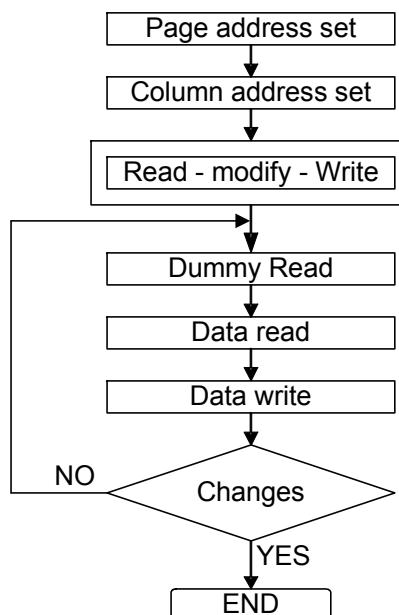 Page address set
Column address set
Read - modify - Write
Dummy Read
Data read
Data write
NO
Changes
YES
END